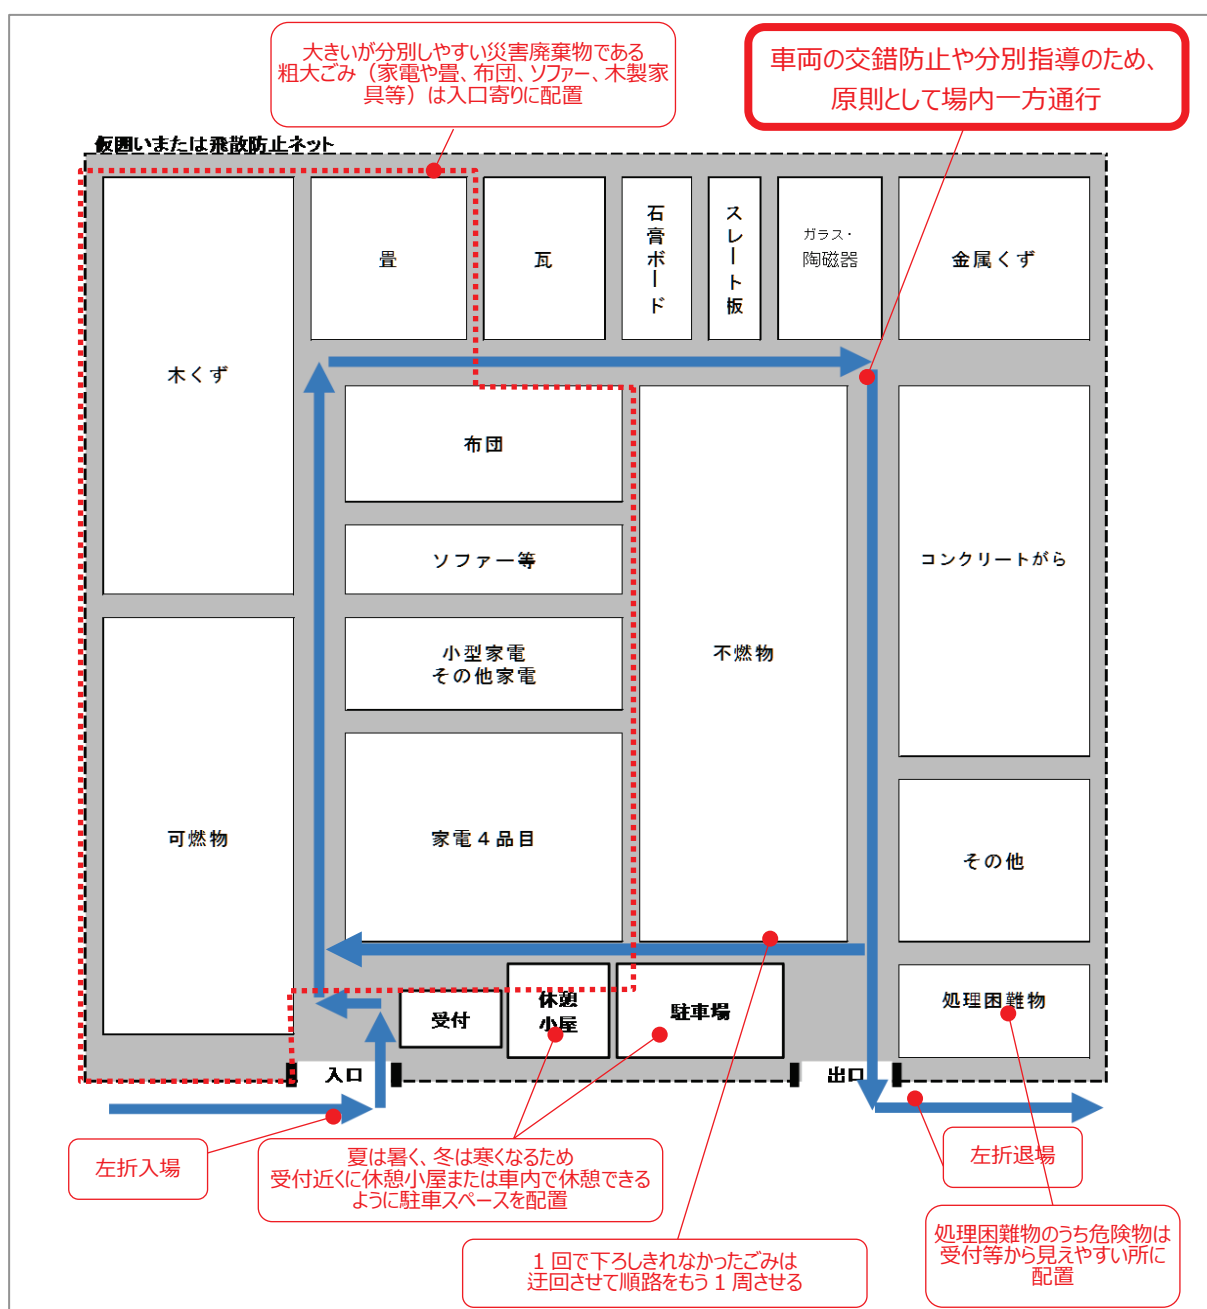 大きいが分別しやすい災害廃棄物である
粗大ごみ（家電や畳、布団、ソファー、木製家
具等）は入口寄りに配置
車両の交錯防止や分別指導のため、
原則として場内一方通行
仮囲いまたは飛散防止ネット
木くず
畳
瓦
石膏ボード
スレート板
ガラス・
陶磁器
金属くず
布団
ソファー等
小型家電
その他家電
家電４品目
不燃物
コンクリートがら
可燃物
その他
処理困難物
受付
休憩
小屋
駐車場
入口
出口
左折入場
夏は暑く、冬は寒くなるため
受付近くに休憩小屋または車内で休憩できる
ように駐車スペースを配置
左折退場
処理困難物のうち危険物は
受付等から見えやすい所に
配置
1 回で下ろしきれなかったごみは
迂回させて順路をもう 1 周させる